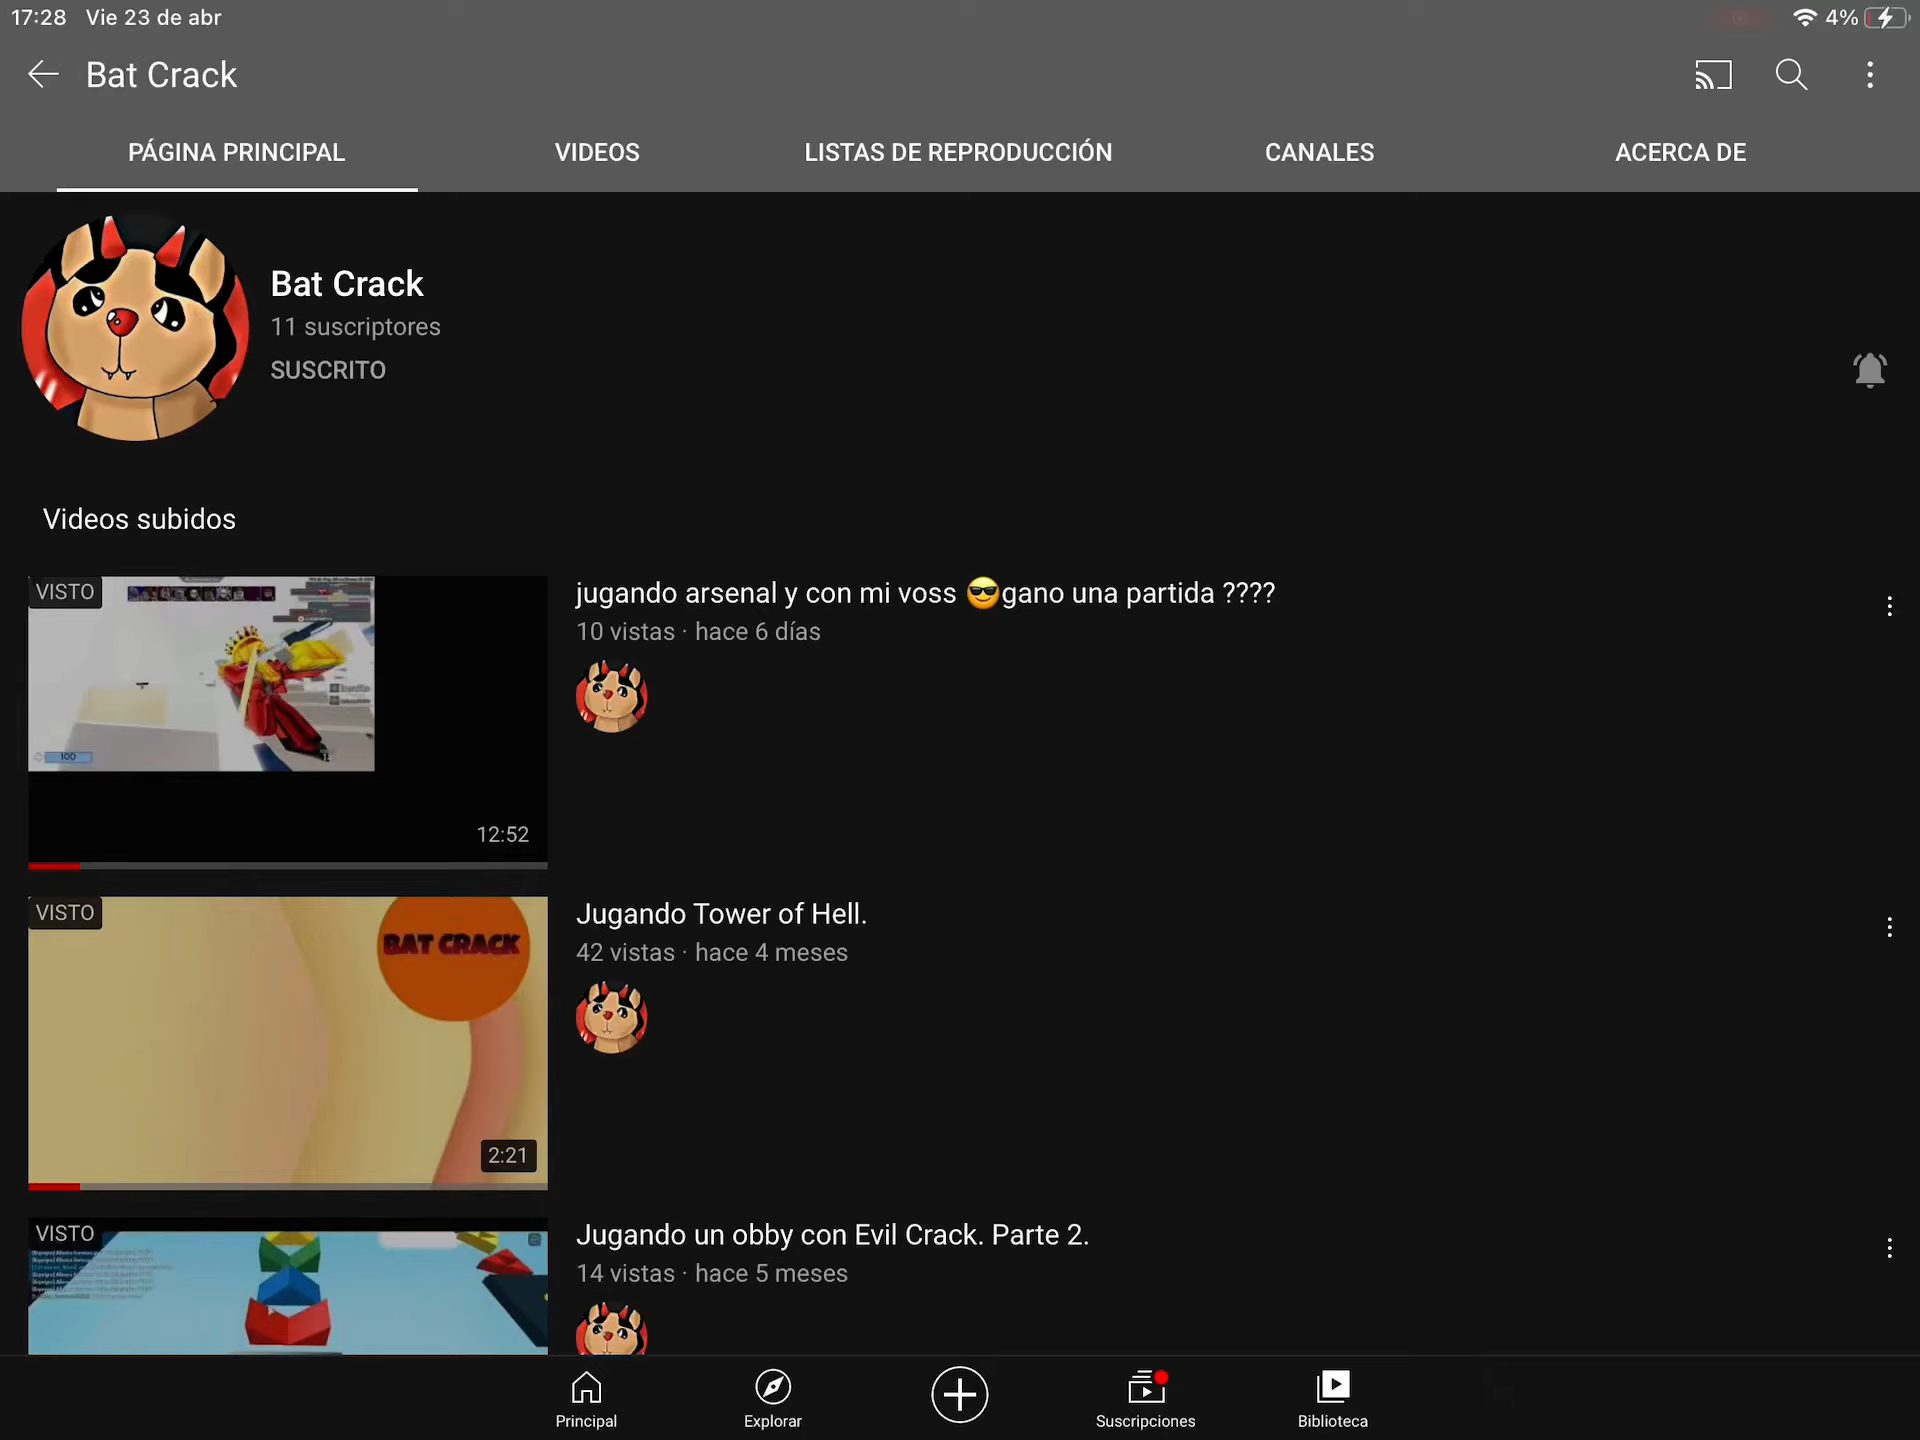 17:28 Vie 23 de abr 4%
Bat Crack
PÁGINA PRINCIPAL VIDEOS LISTAS DE REPRODUCCIÓN CANALES ACERCA DE
Bat Crack
11 suscriptores
SUSCRITO
Videos subidos
VISTO
100
12:52
jugando arsenal y con mi voss 😎gano una partida ????
10 vistas · hace 6 días
VISTO
BAT CRACK
2:21
Jugando Tower of Hell.
42 vistas · hace 4 meses
VISTO
Jugando un obby con Evil Crack. Parte 2.
14 vistas · hace 5 meses
Principal Explorar Suscripciones Biblioteca